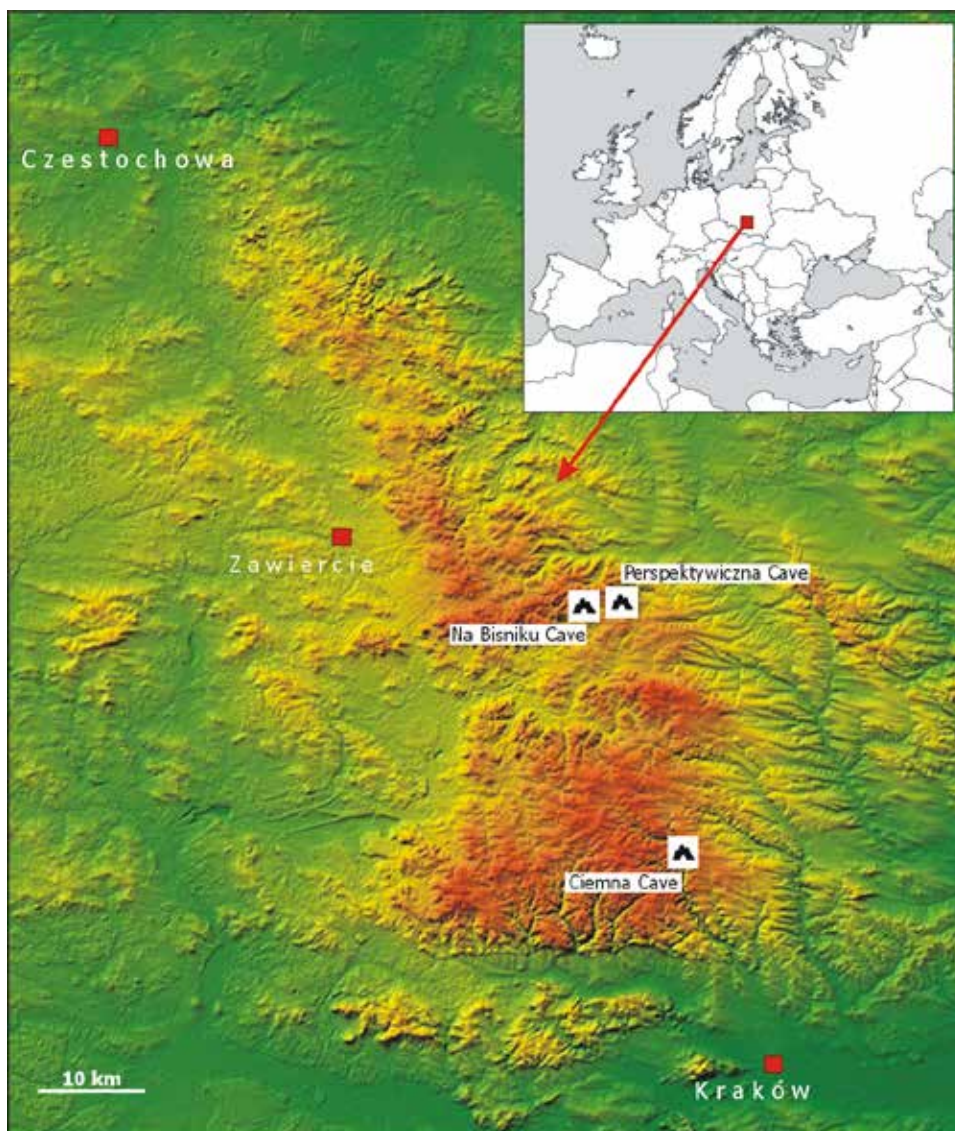 Czestochowa
Zawiercie
Perspektywiczna Cave
Na Bisniku Cave
Ciemna Cave
10 km
Kraków